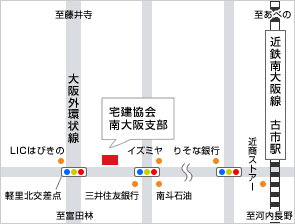 至藤井寺
至あべの
大阪外環状線
近鉄南大阪線 古市駅
宅建協会
南大阪支部
LICはびきの
イズミヤ
りそな銀行
近商ストアー
軽里北交差点
三井住友銀行
南斗石油
至富田林
至河内長野